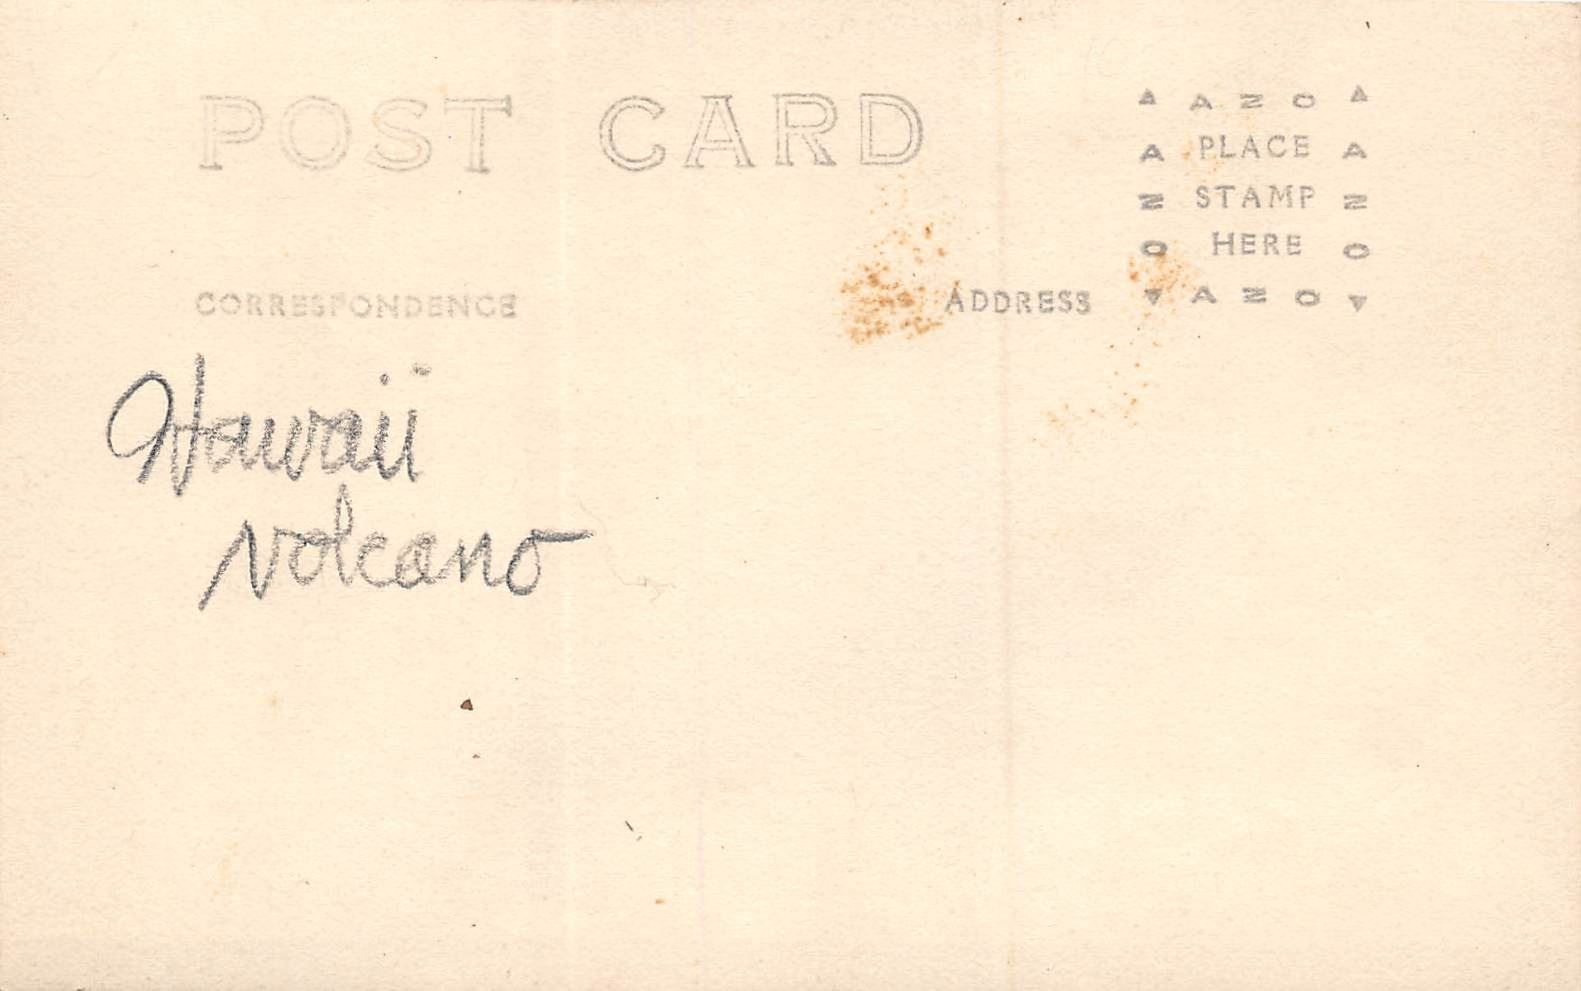 POST CARD
AZO
A PLACE A
Z STAMP Z
O HERE O
AZO
CORRESPONDENCE
ADDRESS
Hawaii
Volcano